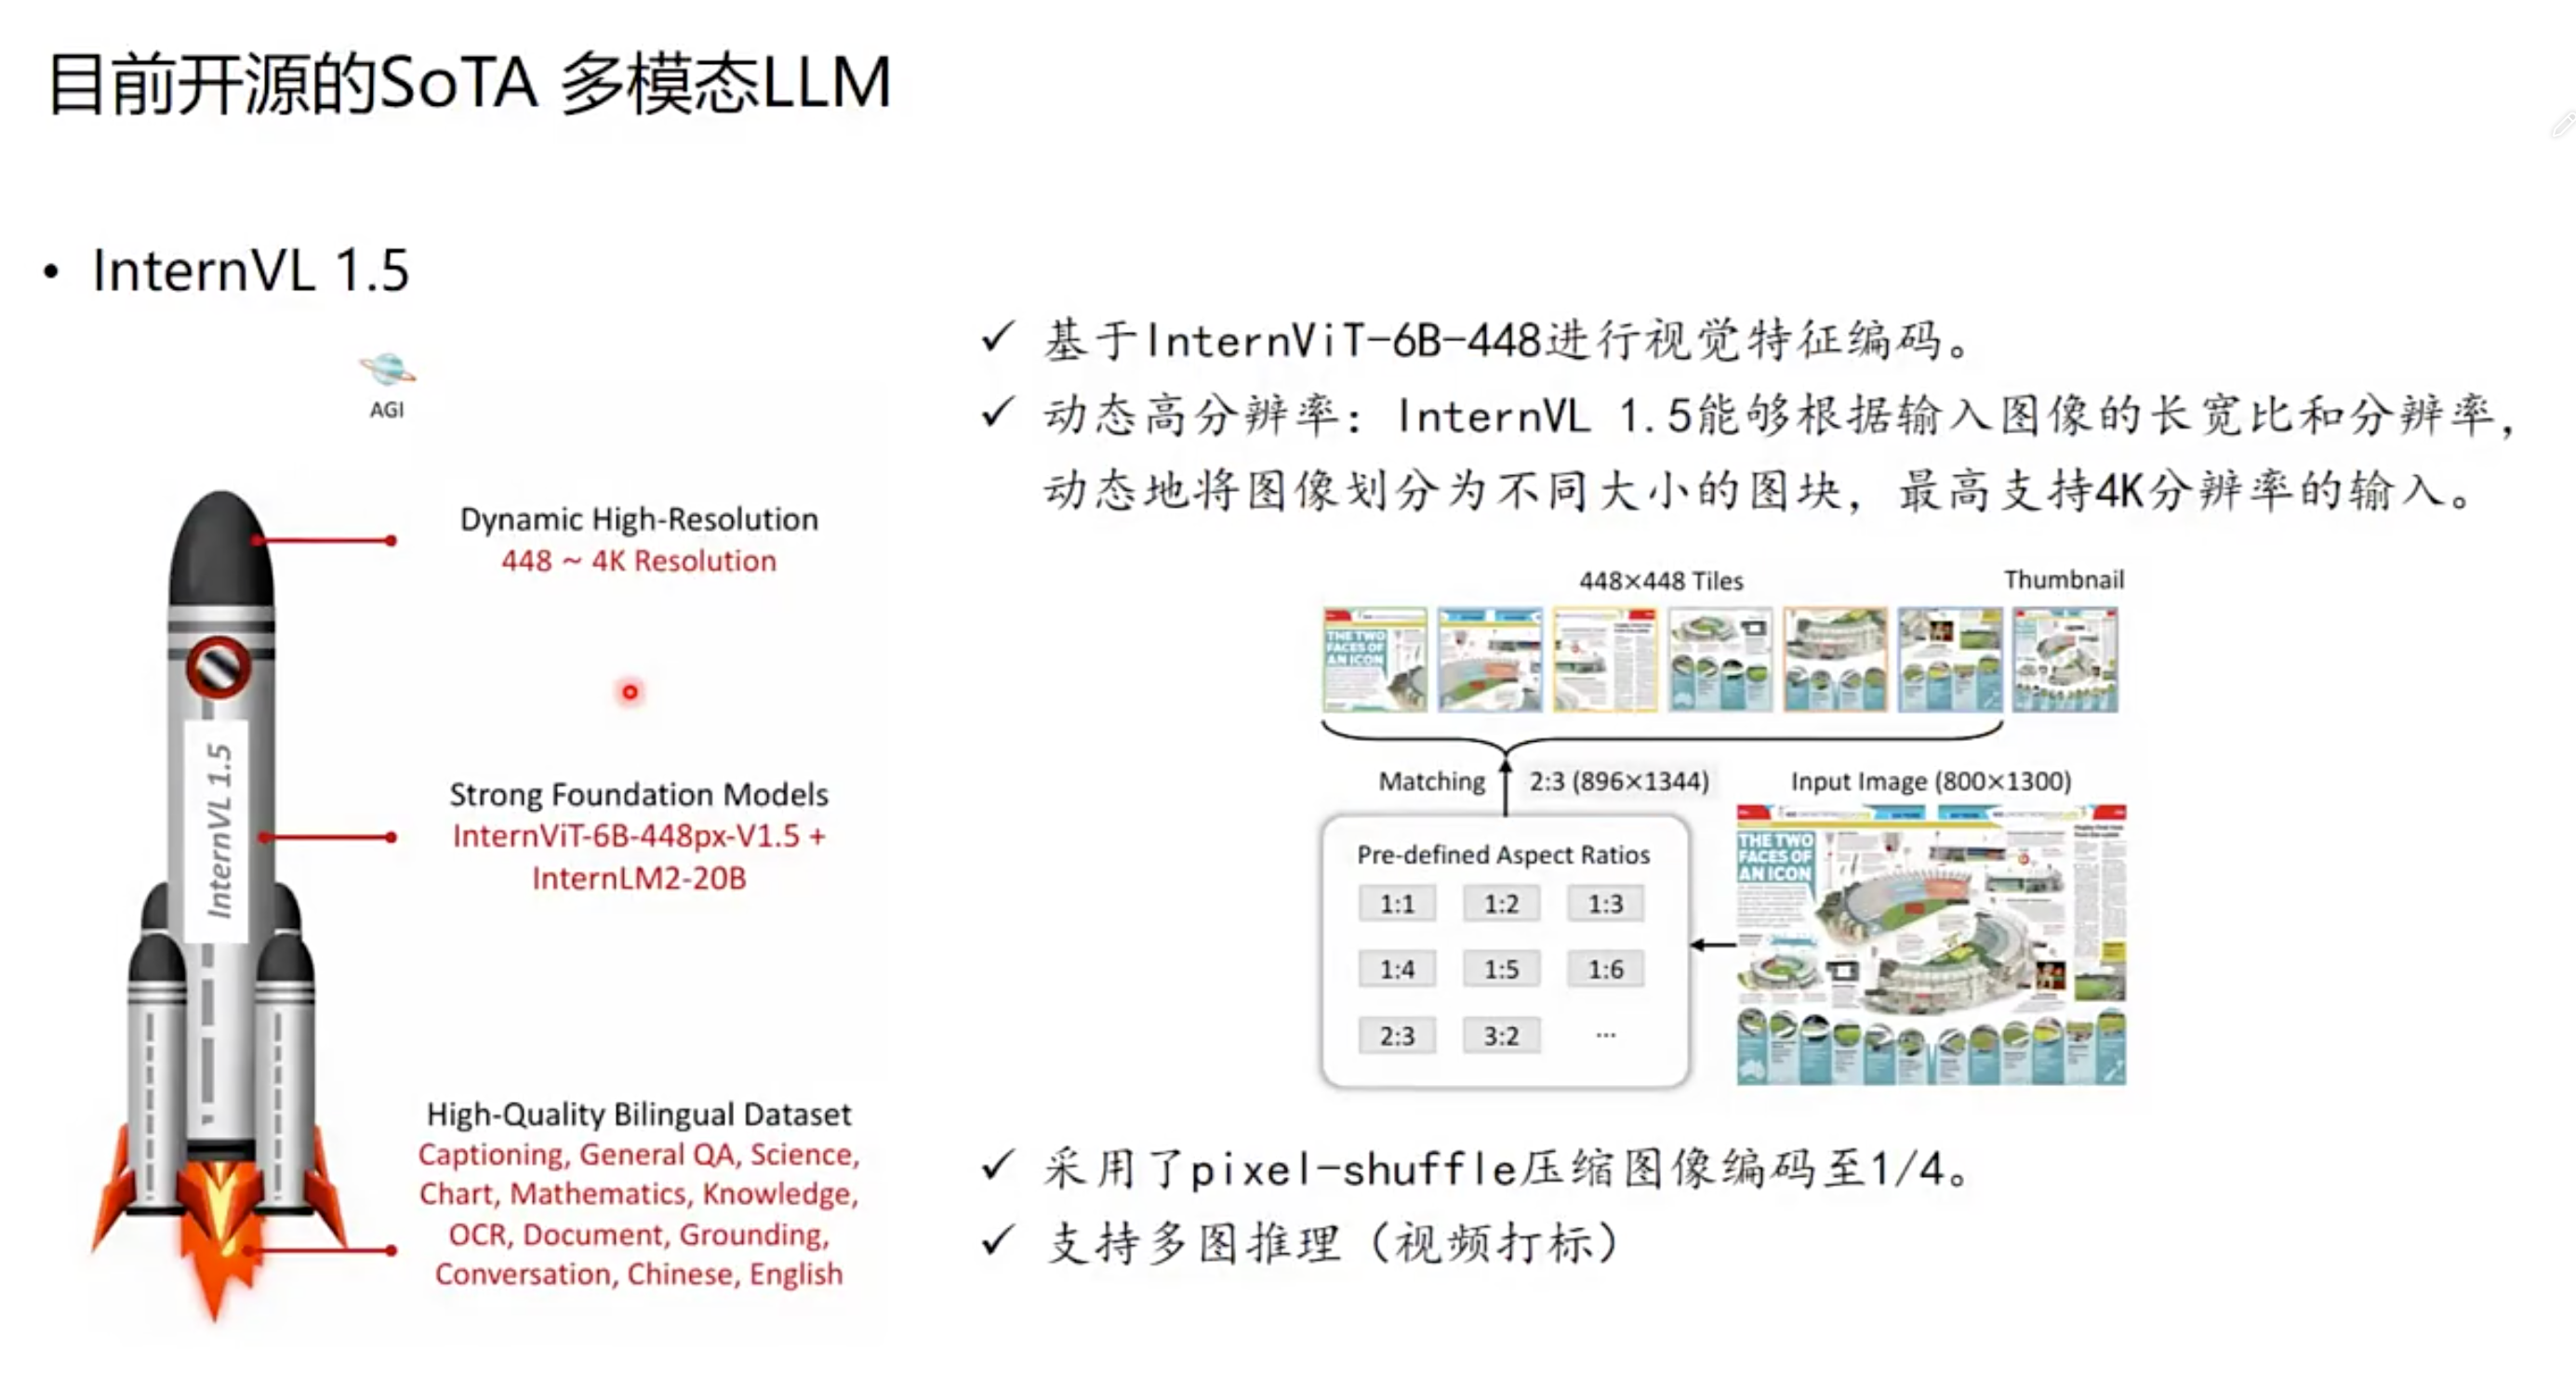 目前开源的SoTA 多模态LLM
• InternVL 1.5
AGI
Dynamic High-Resolution
448 ~ 4K Resolution
InternVL 1.5
Strong Foundation Models
InternViT-6B-448px-V1.5 +
InternLM2-20B
High-Quality Bilingual Dataset
Captioning, General QA, Science,
Chart, Mathematics, Knowledge,
OCR, Document, Grounding,
Conversation, Chinese, English
✓ 基于InternViT-6B-448进行视觉特征编码。
✓ 动态高分辨率：InternVL 1.5能够根据输入图像的长宽比和分辨率，
动态地将图像划分为不同大小的图块，最高支持4K分辨率的输入。
448×448 Tiles
Thumbnail
THE TWO
FACES OF
AN ICON
Matching
2:3 (896×1344)
Input Image (800×1300)
Pre-defined Aspect Ratios
1:1 1:2 1:3
1:4 1:5 1:6
2:3 3:2 ...
THE TWO
FACES OF
AN ICON
✓ 采用了pixel-shuffle压缩图像编码至1/4。
✓ 支持多图推理（视频打标）